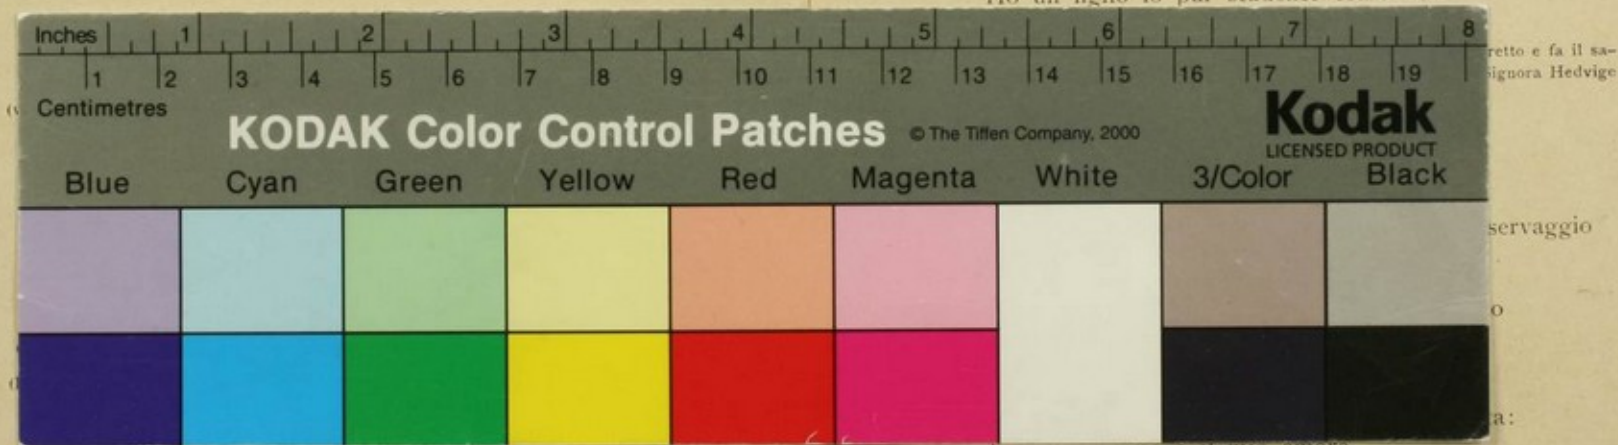 Inches 1 2 3 4 5 6 7 8
1 2 3 4 5 6 7 8 9 10 11 12 13 14 15 16 17 18 19
Centimetres
KODAK Color Control Patches © The Tiffen Company, 2000 Kodak
LICENSED PRODUCT
Blue Cyan Green Yellow Red Magenta White 3/Color Black
retto e fa il sa-
ignora Hedvige
servaggio
o
a: